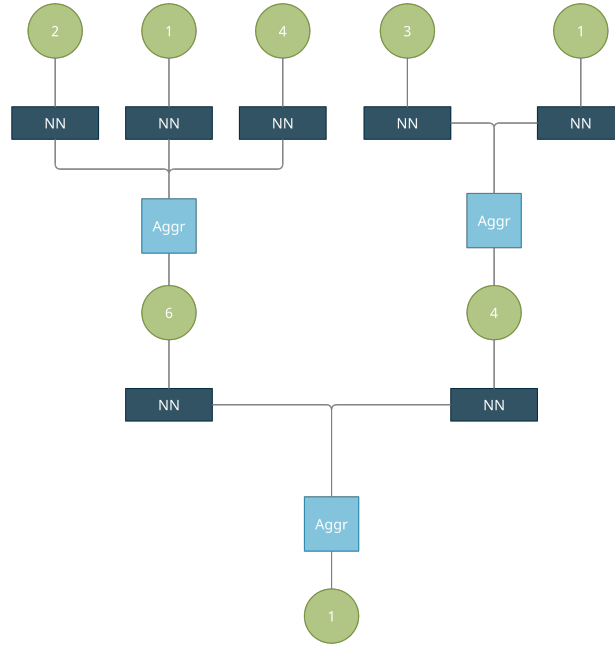 2 1 4 3 1
NN NN NN NN NN
Aggr Aggr
6 4
NN NN
Aggr
1